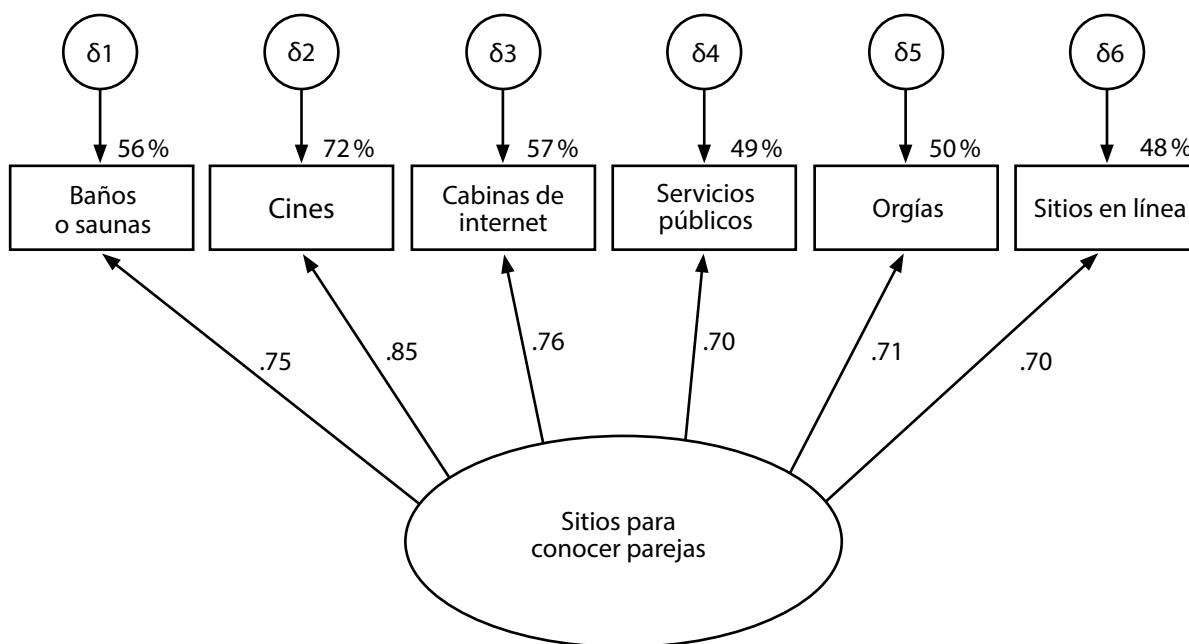 δ1
δ2
δ3
δ4
δ5
δ6
56 %
72 %
57 %
49 %
50 %
48 %
Baños
o saunas
Cines
Cabinas de
internet
Servicios
públicos
Orgías
Sitios en línea
.75
.85
.76
.70
.71
.70
Sitios para
conocer parejas